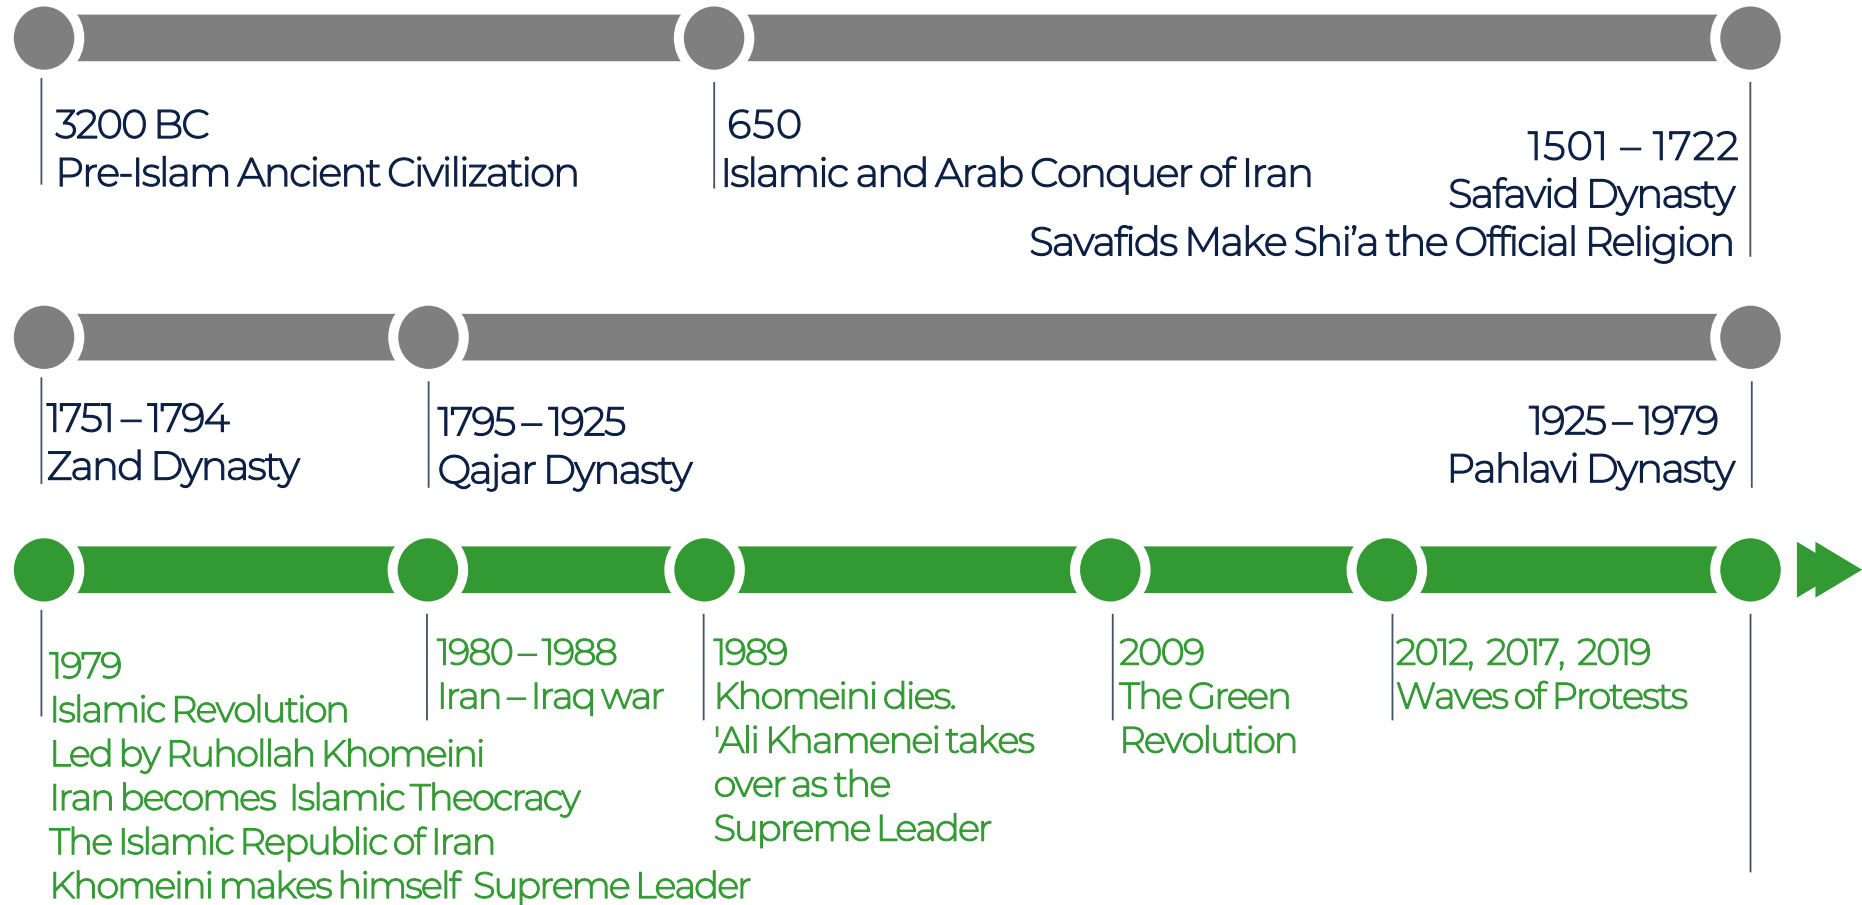 3200 BC
Pre-Islam Ancient Civilization
650
Islamic and Arab Conquer of Iran
1501 – 1722
Safavid Dynasty
Savafids Make Shi’a the Official Religion
1751 – 1794
Zand Dynasty
1795 – 1925
Qajar Dynasty
1925 – 1979
Pahlavi Dynasty
1979
Islamic Revolution
Led by Ruhollah Khomeini
Iran becomes Islamic Theocracy
The Islamic Republic of Iran
Khomeini makes himself Supreme Leader
1980 – 1988
Iran – Iraq war
1989
Khomeini dies.
'Ali Khamenei takes
over as the
Supreme Leader
2009
The Green
Revolution
2012, 2017, 2019
Waves of Protests